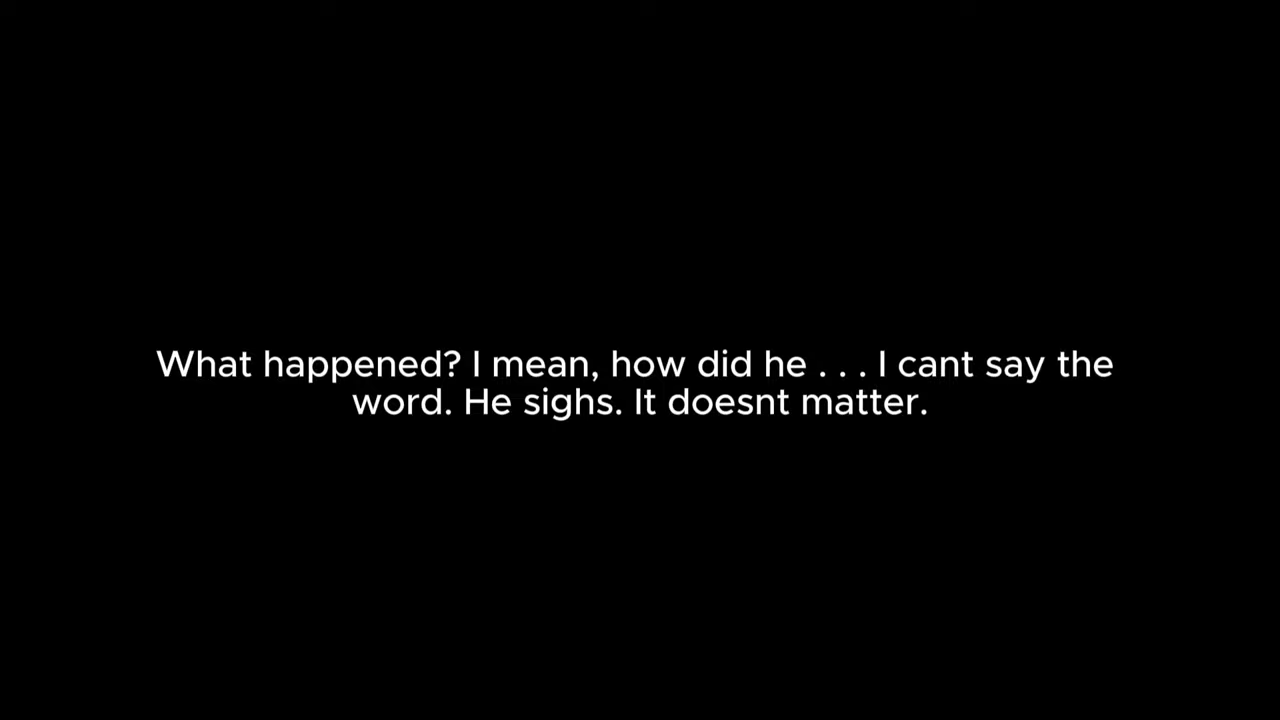 What happened? I mean, how did he . . . I cant say the
word. He sighs. It doesnt matter.